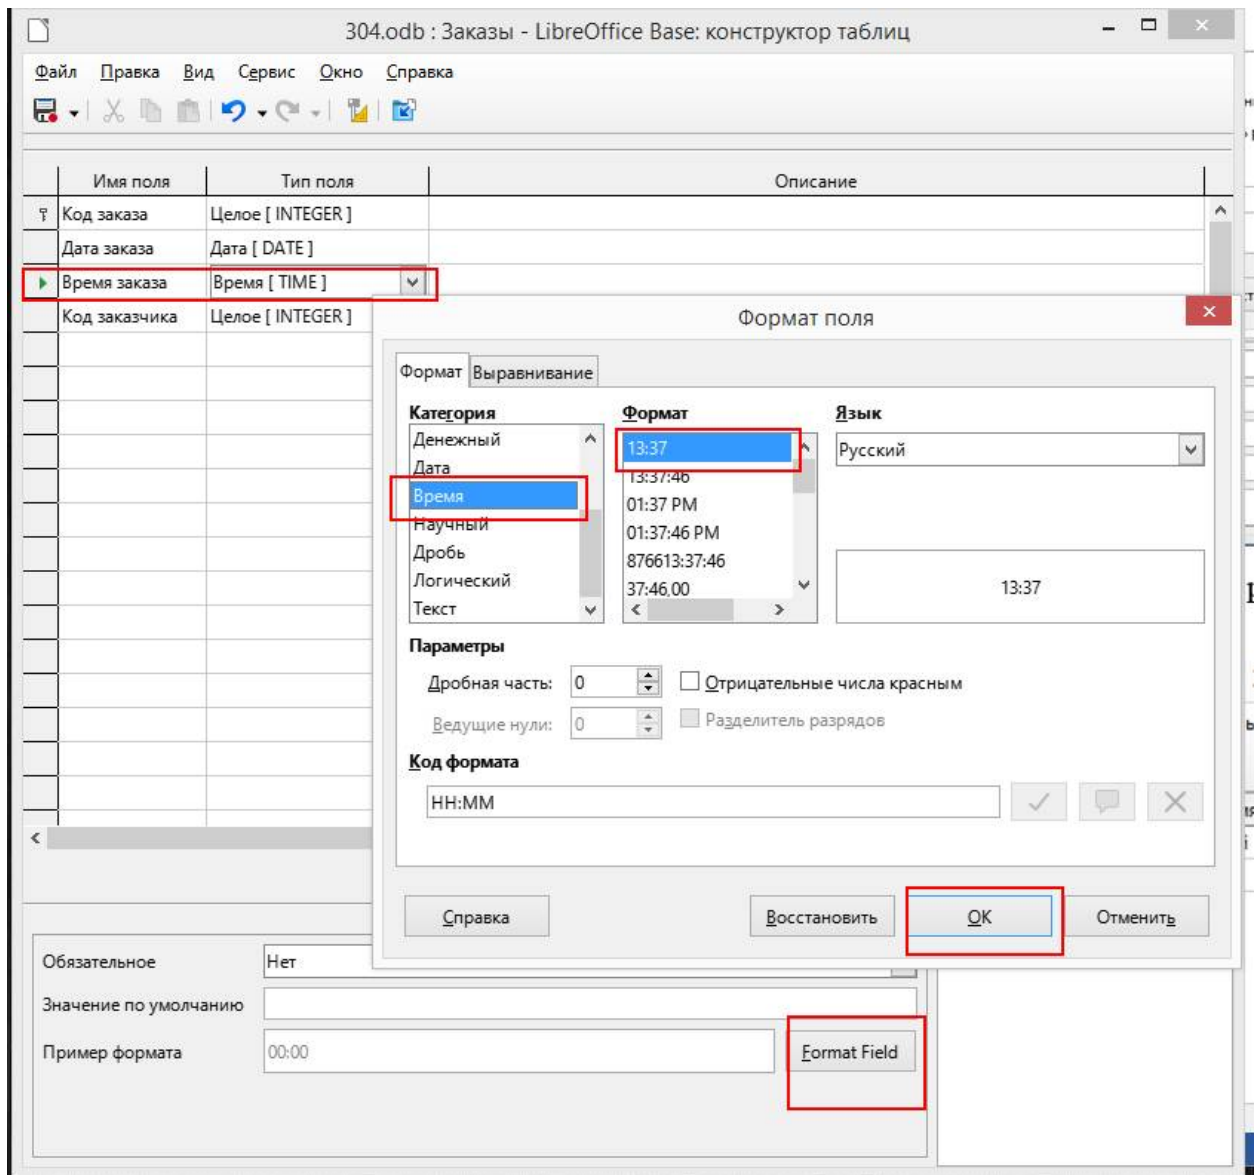 304.odb : Заказы - LibreOffice Base: конструктор таблиц
Файл Правка Вид Сервис Окно Справка
Имя поля Тип поля Описание
Код заказа Целое [ INTEGER ]
Дата заказа Дата [ DATE ]
Время заказа Время [ TIME ]
Код заказчика Целое [ INTEGER ]
Формат поля
Формат Выравнивание
Категория Формат Язык
Денежный 13:37 Русский
Дата 13:37:46
Время 01:37 PM
Научный 01:37:46 PM
Дробь 876613:37:46
Логический 37:46,00 13:37
Текст
Параметры
Дробная часть: 0 Отрицательные числа красным
Ведущие нули: 0 Разделитель разрядов
Код формата
HH:MM
Справка Восстановить OK Отменить
Обязательное Нет
Значение по умолчанию
Пример формата 00:00 Format Field